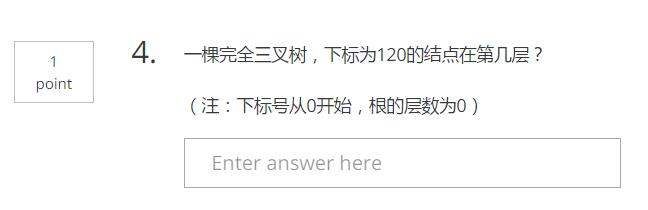 1
point
4.
一棵完全三叉树，下标为120的结点在第几层？
（注：下标号从0开始，根的层数为0）
Enter answer here